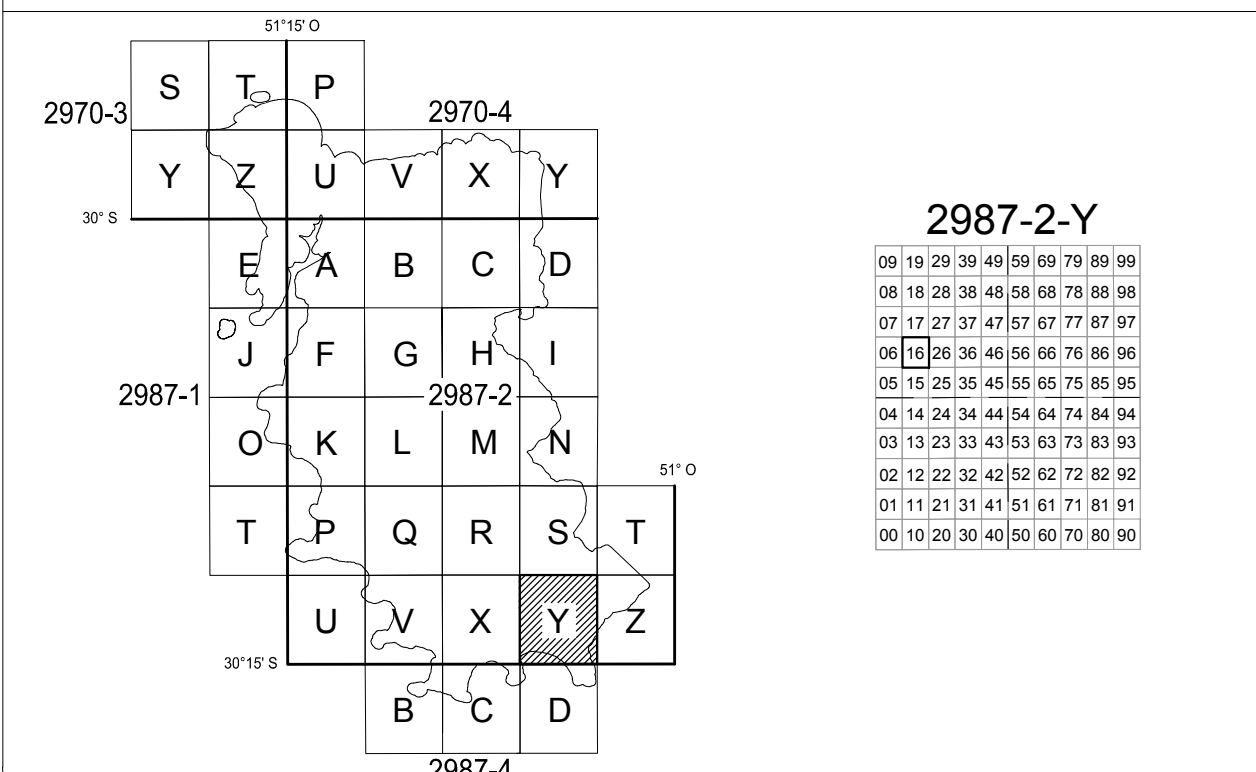 51°15' O
S T P
2970-3 2970-4
Y Z U V X Y
30° S
E A B C D
J F G H I
2987-1 2987-2
O K L M N
51° O
T P Q R S T
U V X Y Z
30°15' S
B C D
2987-4
2987-2-Y
09 19 29 39 49 59 69 79 89 99
08 18 28 38 48 58 68 78 88 98
07 17 27 37 47 57 67 77 87 97
06 16 26 36 46 56 66 76 86 96
05 15 25 35 45 55 65 75 85 95
04 14 24 34 44 54 64 74 84 94
03 13 23 33 43 53 63 73 83 93
02 12 22 32 42 52 62 72 82 92
01 11 21 31 41 51 61 71 81 91
00 10 20 30 40 50 60 70 80 90